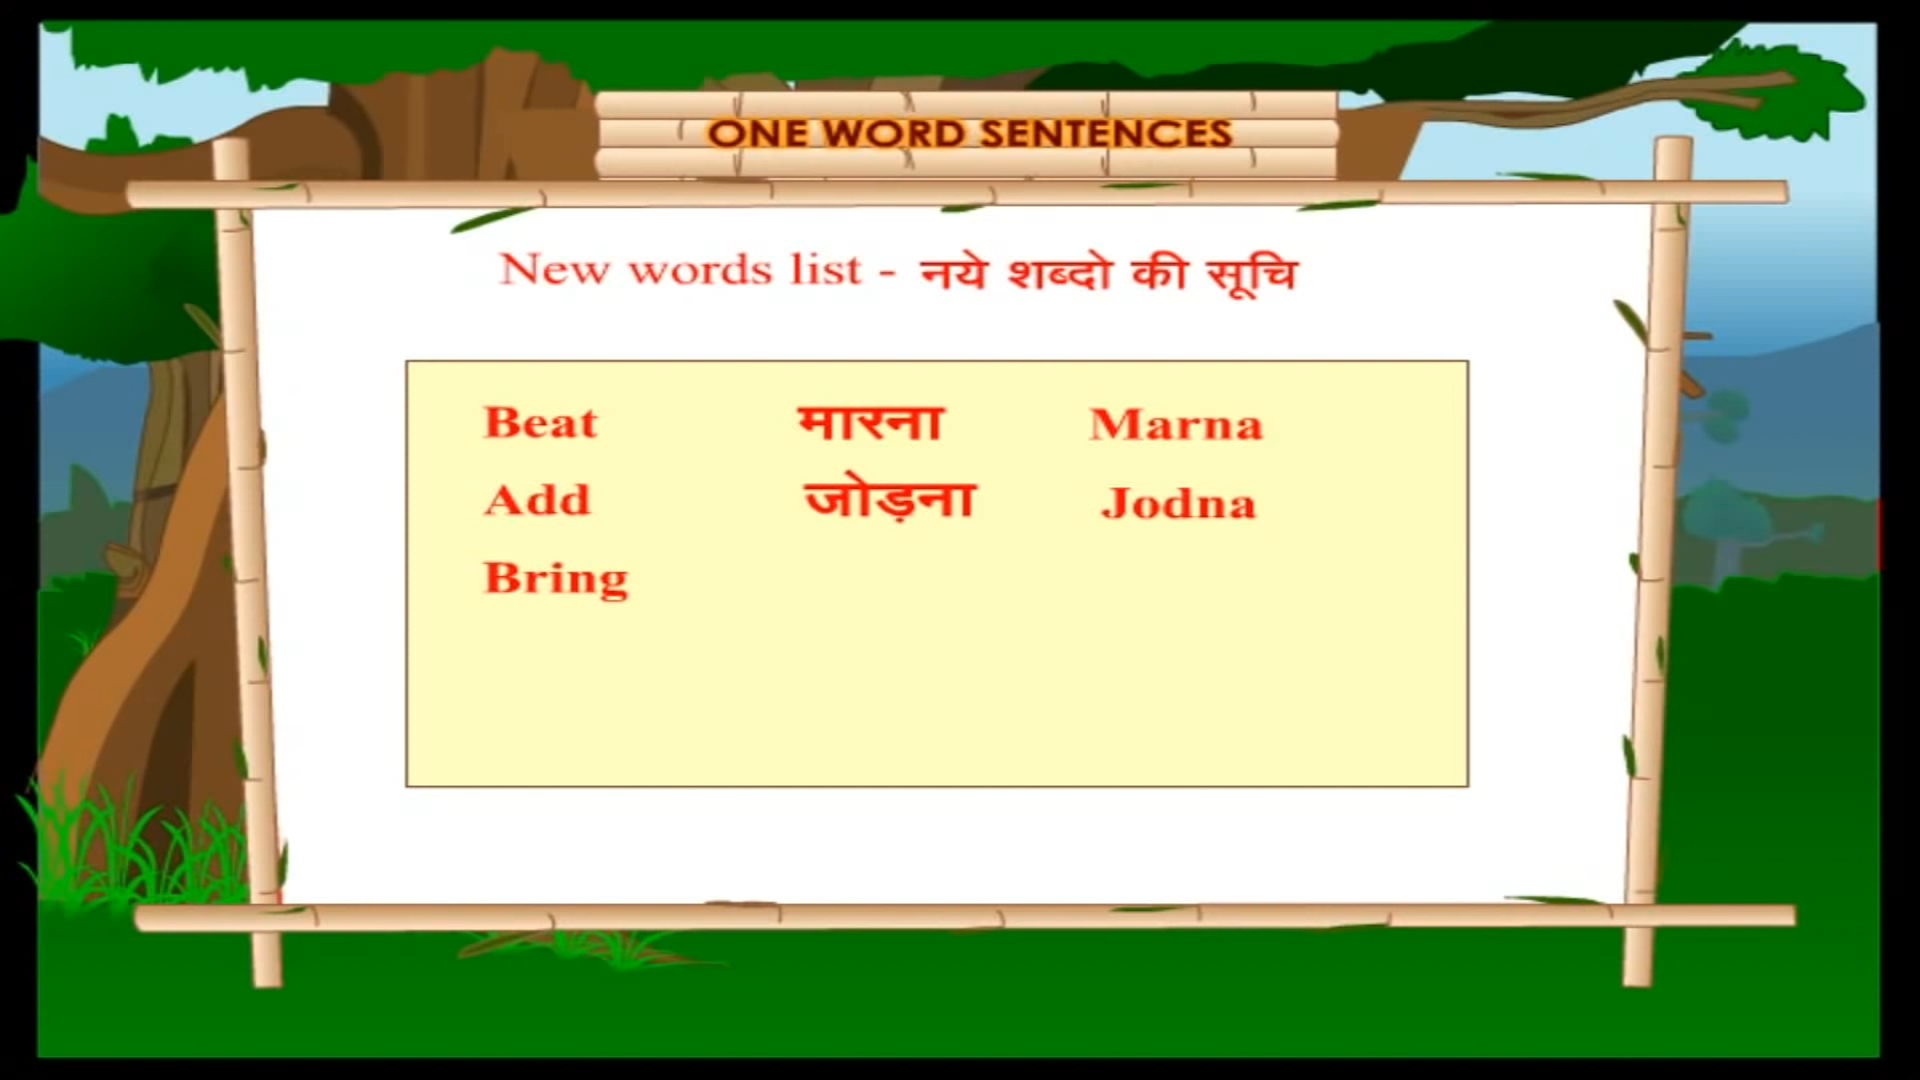 ONE WORD SENTENCES
New words list - नये शब्दो की सूचि
Beat मारना Marna
Add जोड़ना Jodna
Bring